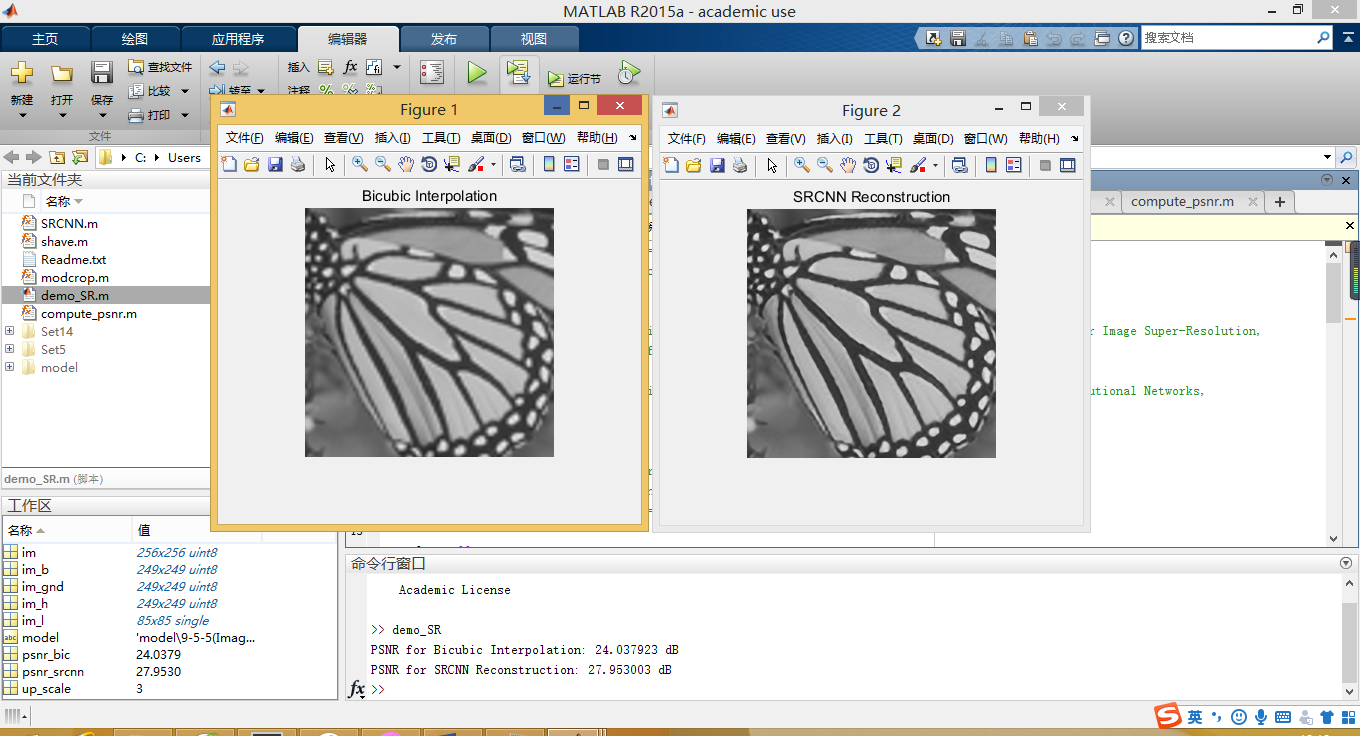 MATLAB R2015a - academic use
主页 绘图 应用程序 编辑器 发布 视图
搜索文档
新建 打开 保存 查找文件 比较 打印
插入 fx 注释 转至 运行节
文件
C: Users
当前文件夹
名称
SRCNN.m
shave.m
Readme.txt
modcrop.m
demo_SR.m
compute_psnr.m
Set14
Set5
model
demo_SR.m (脚本)
工作区
名称 值
im 256x256 uint8
im_b 249x249 uint8
im_gnd 249x249 uint8
im_h 249x249 uint8
im_l 85x85 single
model 'model\9-5-5(Imag...
psnr_bic 24.0379
psnr_srcnn 27.9530
up_scale 3
Figure 1
文件(F) 编辑(E) 查看(V) 插入(I) 工具(T) 桌面(D) 窗口(W) 帮助(H)
Bicubic Interpolation
Figure 2
文件(F) 编辑(E) 查看(V) 插入(I) 工具(T) 桌面(D) 窗口(W) 帮助(H)
SRCNN Reconstruction
compute_psnr.m
r Image Super-Resolution,
utional Networks,
命令行窗口
Academic License
>> demo_SR
PSNR for Bicubic Interpolation: 24.037923 dB
PSNR for SRCNN Reconstruction: 27.953003 dB
fx >>
英